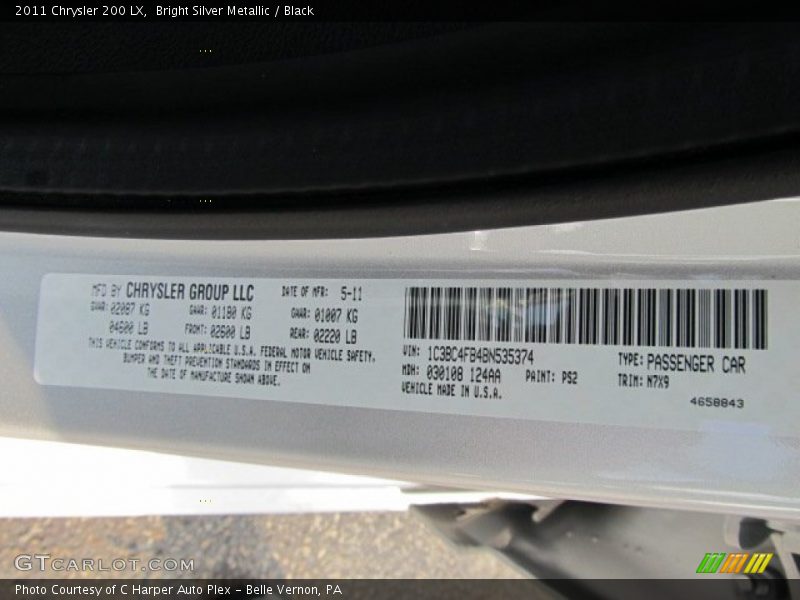 2011 Chrysler 200 LX,  Bright Silver Metallic / Black
MFD BY CHRYSLER GROUP LLC DATE OF MFR: 5-11
GVWR: 02087 KG GAWR: 01180 KG GAWR: 01007 KG
04600 LB FRONT: 02600 LB REAR: 02220 LB
THIS VEHICLE CONFORMS TO ALL APPLICABLE U.S.A. FEDERAL MOTOR VEHICLE SAFETY,
BUMPER AND THEFT PREVENTION STANDARDS IN EFFECT ON
THE DATE OF MANUFACTURE SHOWN ABOVE.
VIN: 1C3BC4FB4BN535374 TYPE: PASSENGER CAR
MDH: 030108 124AA PAINT: PS2 TRIM: N7X9
VEHICLE MADE IN U.S.A.
4658843
GTCARLOT.COM
Photo Courtesy of C Harper Auto Plex – Belle Vernon, PA